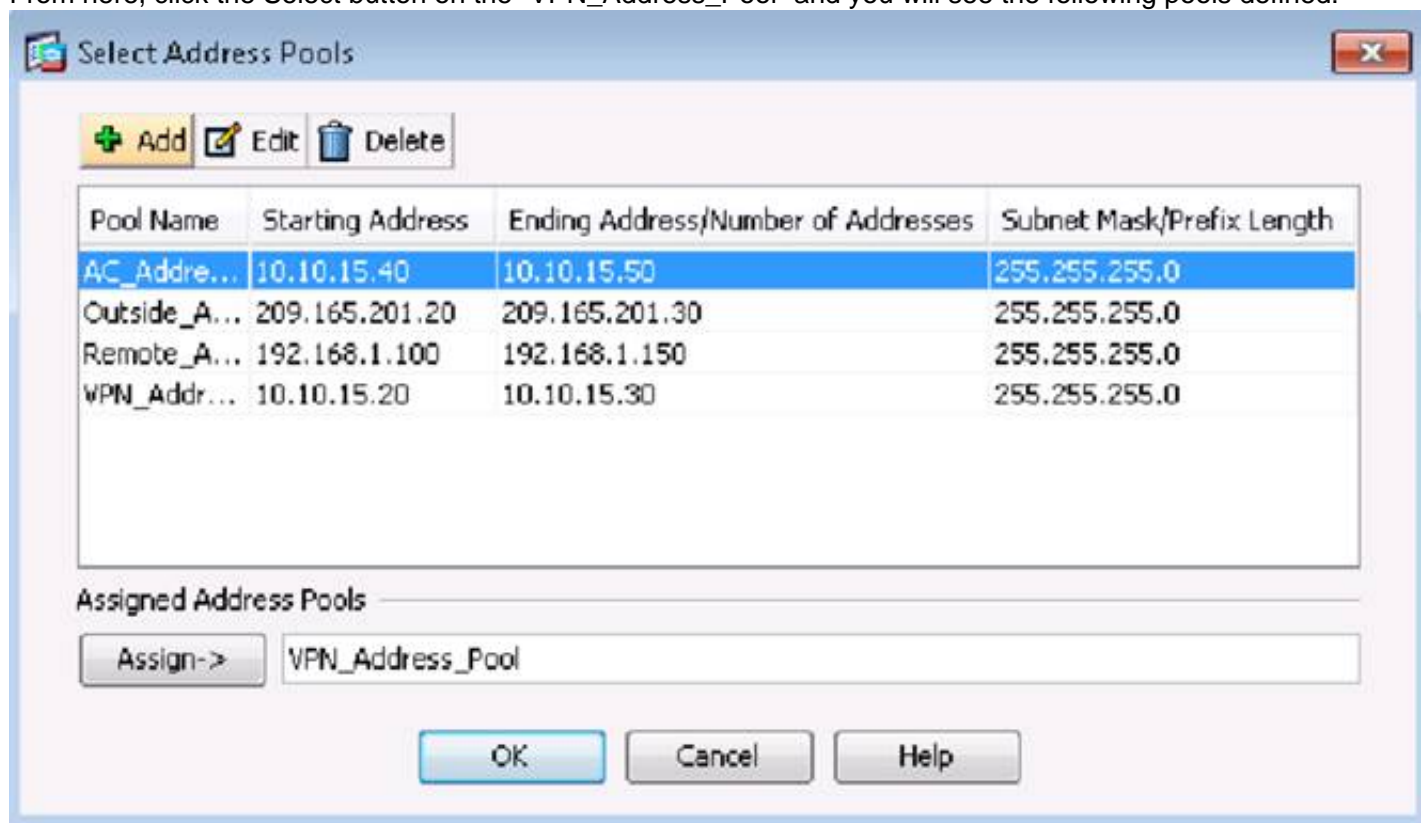 Select Address Pools
Add Edit Delete
Pool Name Starting Address Ending Address/Number of Addresses Subnet Mask/Prefix Length
AC_Addre... 10.10.15.40 10.10.15.50 255.255.255.0
Outside_A... 209.165.201.20 209.165.201.30 255.255.255.0
Remote_A... 192.168.1.100 192.168.1.150 255.255.255.0
VPN_Addr... 10.10.15.20 10.10.15.30 255.255.255.0
Assigned Address Pools
Assign-> VPN_Address_Pool
OK Cancel Help